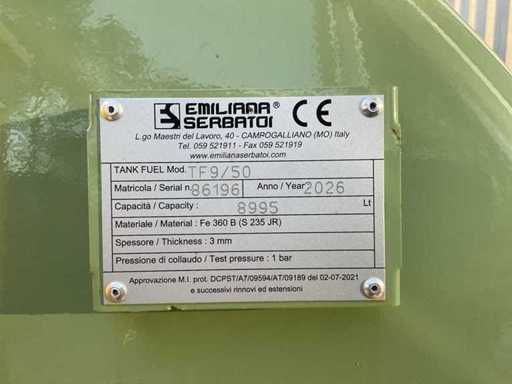 EMILIANA® CE
SERBATOI
L.go Maestri del Lavoro, 40 - CAMPOGALLIANO (MO) Italy
Tel. 059 521911 - Fax 059 521919
www.emilianaserbatoi.com
TANK FUEL Mod. TF9/50
Matricola / Serial n. 86196 Anno / Year 2026
Capacità / Capacity : 8995 Lt
Materiale / Material : Fe 360 B (S 235 JR)
Spessore / Thickness : 3 mm
Pressione di collaudo / Test pressure : 1 bar
Approvazione M.I. prot. DCPST/A7/09594/AT/09189 del 02-07-2021
e successivi rinnovi ed estensioni